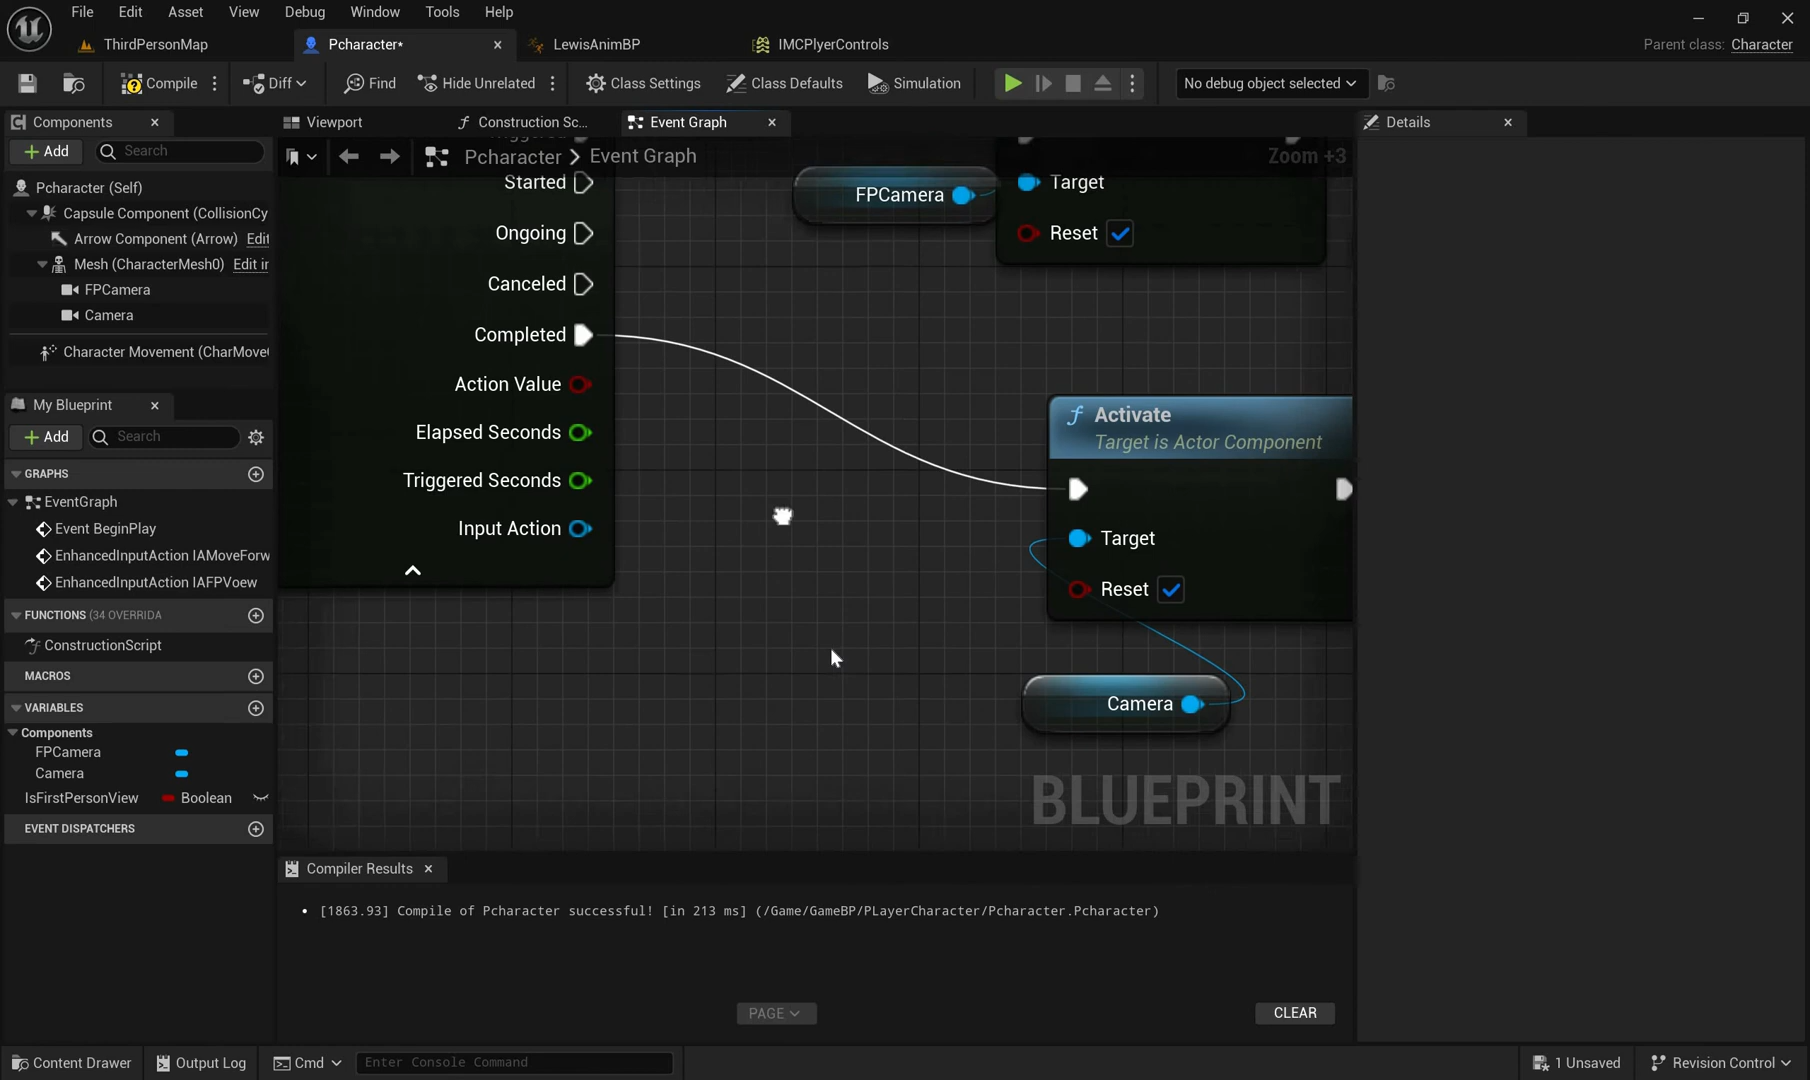 File Edit Asset View Debug Window Tools Help
ThirdPersonMap Pcharacter* LewisAnimBP IMCPlyerControls Parent class: Character
Compile Diff Find Hide Unrelated Class Settings Class Defaults Simulation No debug object selected
Components Viewport Construction Sc... Event Graph Details
Add Search Pcharacter > Event Graph Zoom +3
Pcharacter (Self)
Capsule Component (CollisionCy
Arrow Component (Arrow) Edit
Mesh (CharacterMesh0) Edit in
FPCamera
Camera
Character Movement (CharMove
My Blueprint
Add Search
GRAPHS
EventGraph
Event BeginPlay
EnhancedInputAction IAMoveForw
EnhancedInputAction IAFPVoew
FUNCTIONS (34 OVERRIDA
ConstructionScript
MACROS
VARIABLES
Components
FPCamera
Camera
IsFirstPersonView Boolean
EVENT DISPATCHERS
Started
Ongoing
Canceled
Completed
Action Value
Elapsed Seconds
Triggered Seconds
Input Action
FPCamera
Target
Reset
Activate
Target is Actor Component
Target
Reset
Camera
BLUEPRINT
Compiler Results
[1863.93] Compile of Pcharacter successful! [in 213 ms] (/Game/GameBP/PLayerCharacter/Pcharacter.Pcharacter)
PAGE CLEAR
Content Drawer Output Log Cmd Enter Console Command 1 Unsaved Revision Control